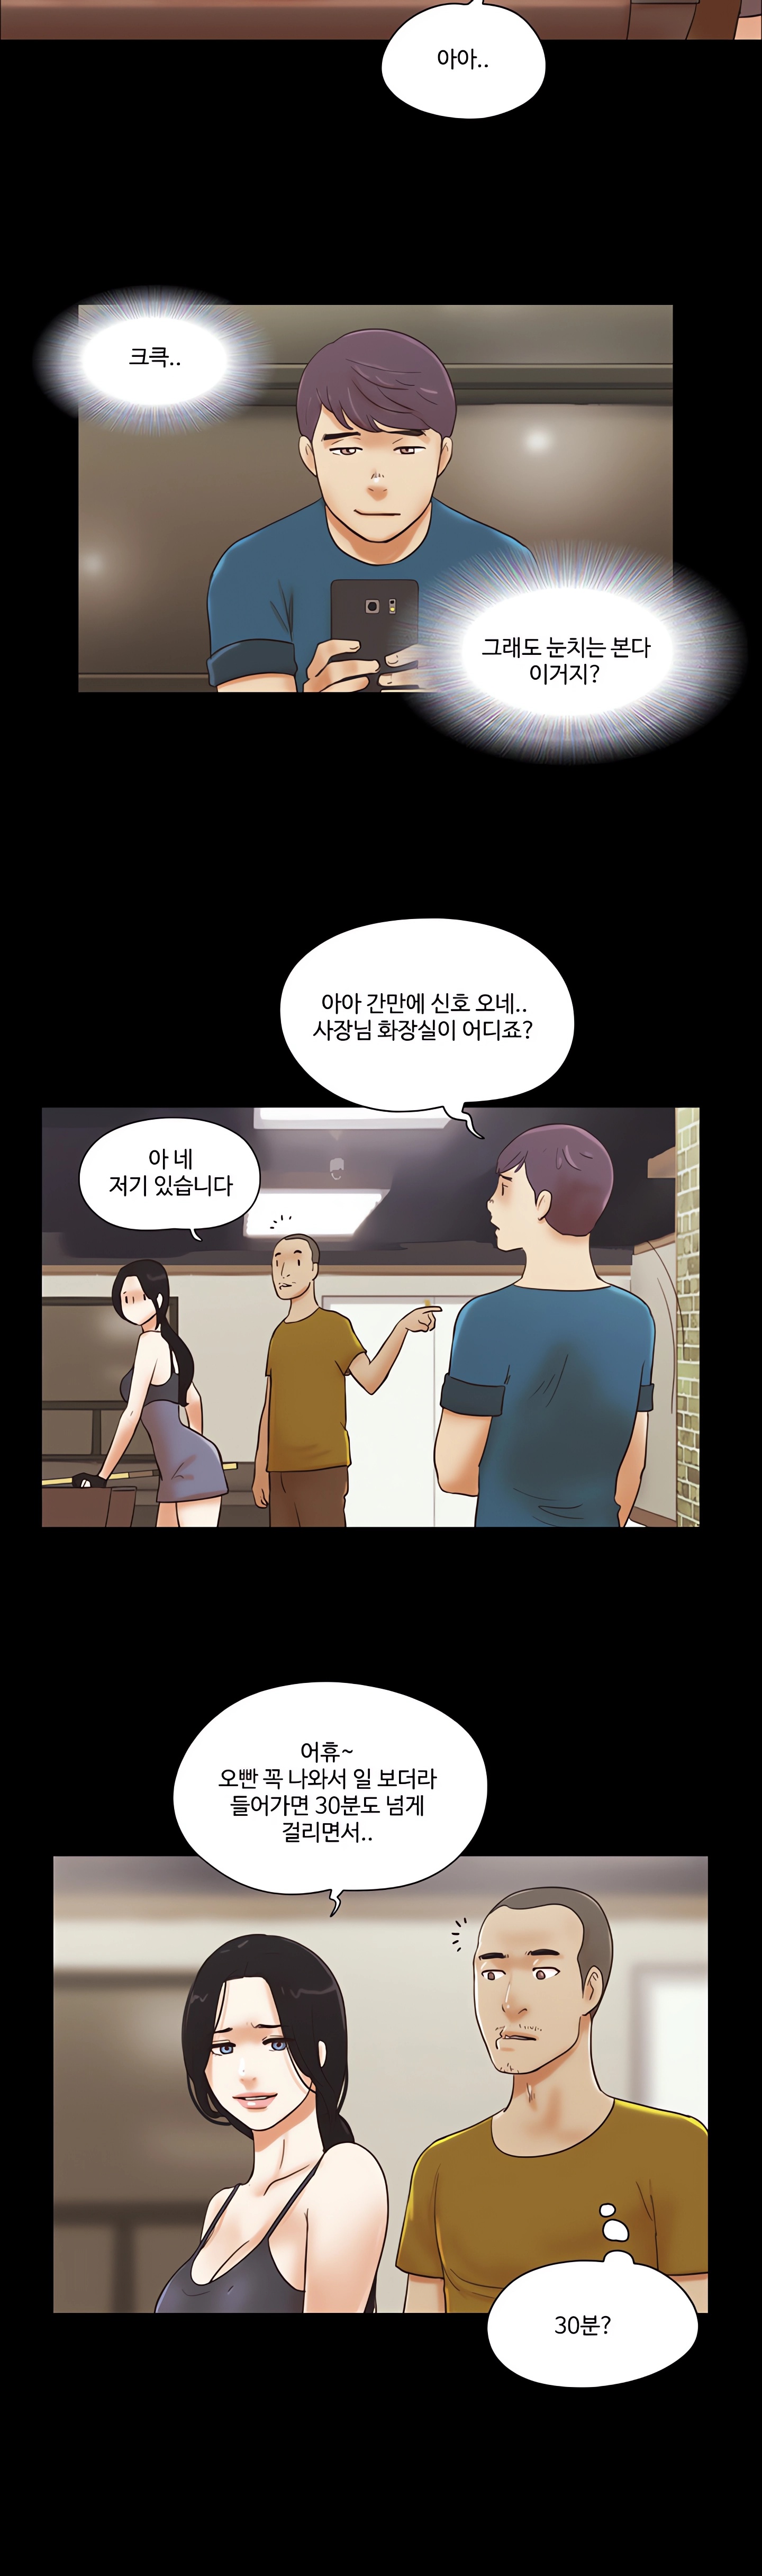 아아..
크큭..
그래도 눈치는 본다
이거지?
아아 간만에 신호 오네..
사장님 화장실이 어디죠?
아 네
저기 있습니다
어휴~
오빤 꼭 나와서 일 보더라
들어가면 30분도 넘게
걸리면서..
30분?